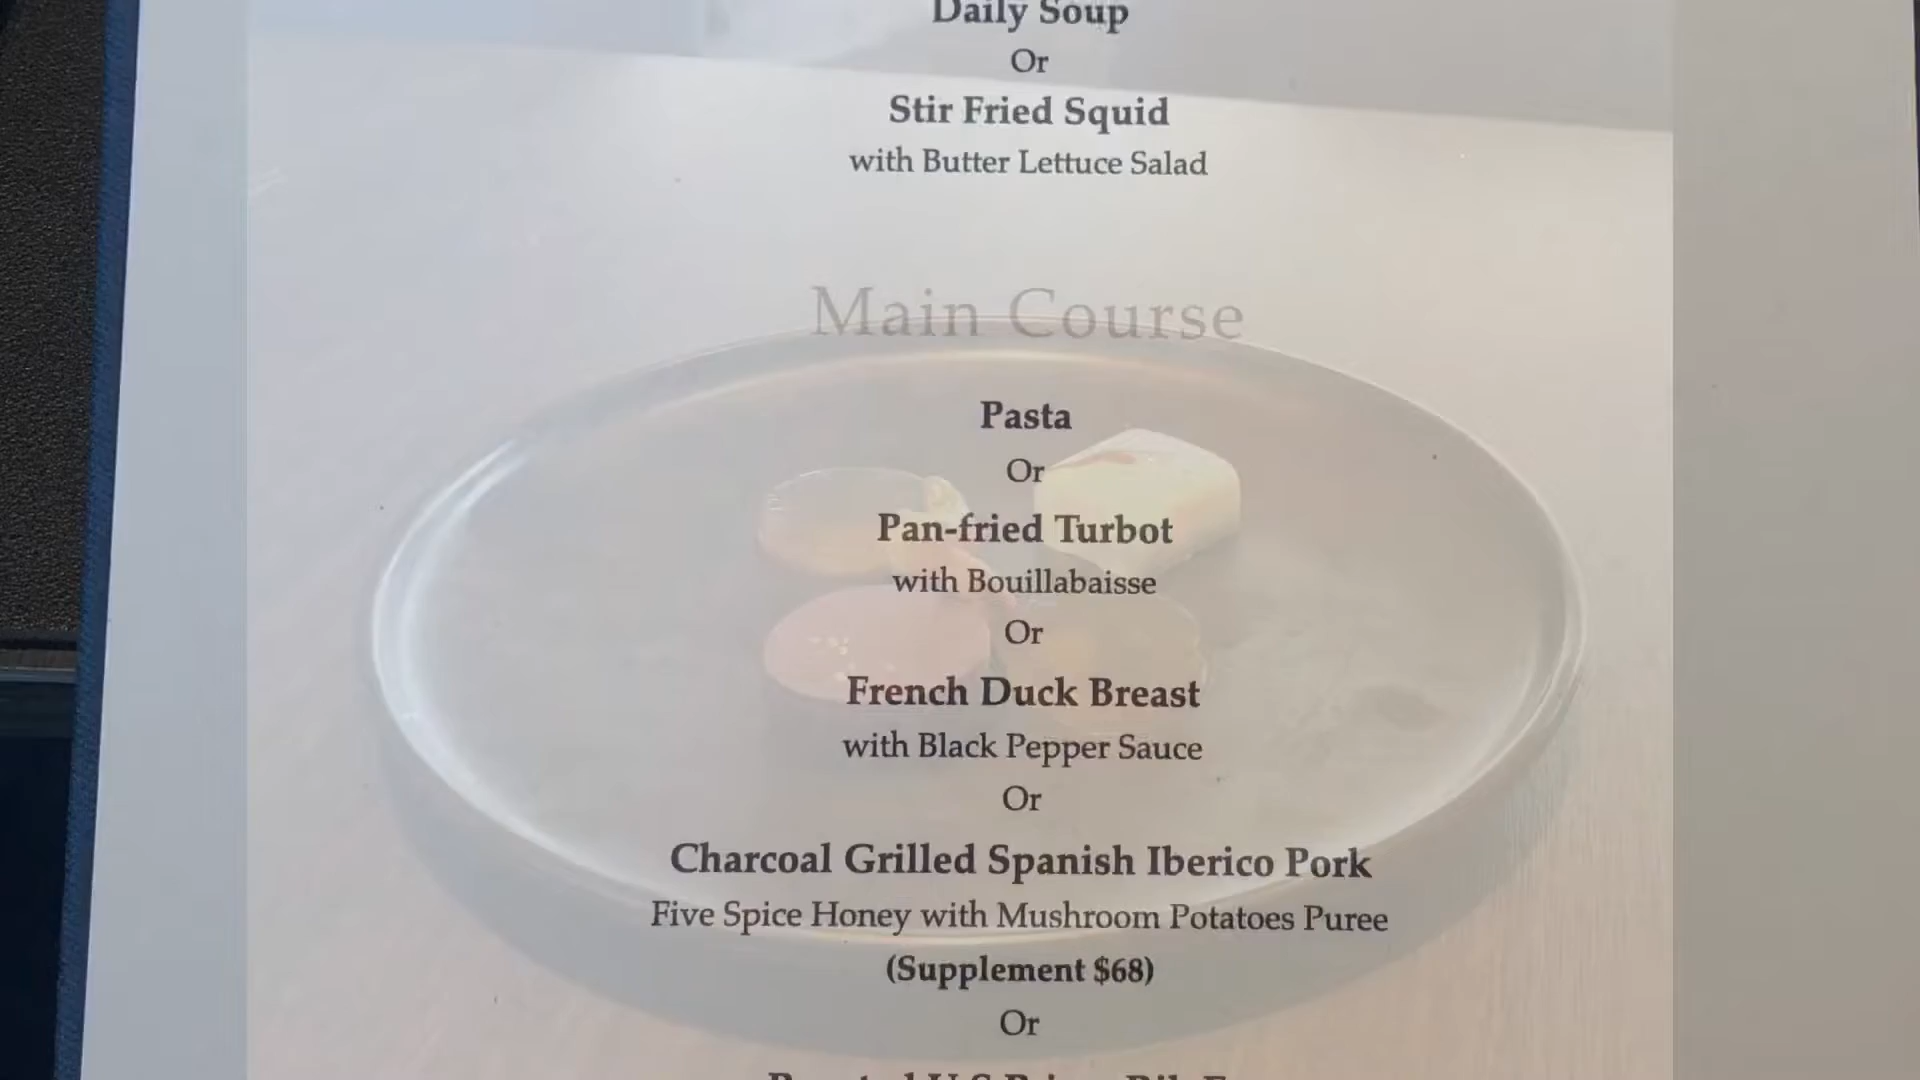 Daily Soup
Or
Stir Fried Squid
with Butter Lettuce Salad
Main Course
Pasta
Or
Pan-fried Turbot
with Bouillabaisse
Or
French Duck Breast
with Black Pepper Sauce
Or
Charcoal Grilled Spanish Iberico Pork
Five Spice Honey with Mushroom Potatoes Puree
(Supplement $68)
Or